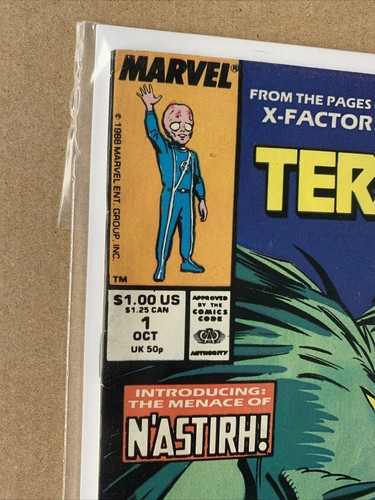 MARVEL®
FROM THE PAGES
X-FACTOR
TER
© 1988 MARVEL ENT. GROUP, INC.
TM
$1.00 US
$1.25 CAN
1
OCT
UK 50p
APPROVED
BY THE
COMICS
CODE
CCA
AUTHORITY
INTRODUCING:
THE MENACE OF
N'ASTIRH!